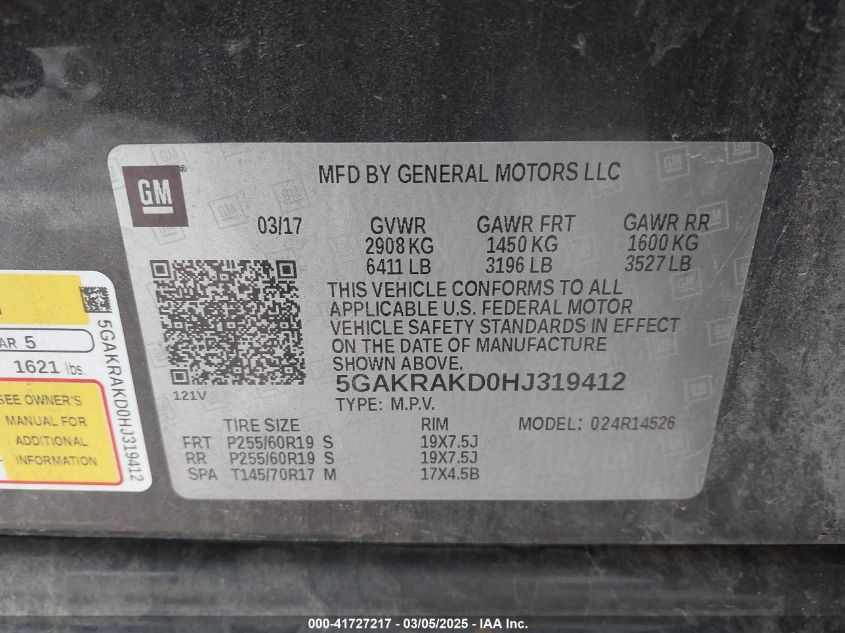 GM
MFD BY GENERAL MOTORS LLC
03/17 GVWR GAWR FRT GAWR RR
2908 KG 1450 KG 1600 KG
6411 LB 3196 LB 3527 LB
THIS VEHICLE CONFORMS TO ALL
APPLICABLE U.S. FEDERAL MOTOR
VEHICLE SAFETY STANDARDS IN EFFECT
ON THE DATE OF MANUFACTURE
SHOWN ABOVE.
5GAKRAKD0HJ319412
121V
TYPE: M.P.V.
TIRE SIZE RIM MODEL: 024R14526
FRT P255/60R19 S 19X7.5J
RR P255/60R19 S 19X7.5J
SPA T145/70R17 M 17X4.5B
AR 5
1621 lbs.
SEE OWNER'S
MANUAL FOR
ADDITIONAL
INFORMATION
5GAKRAKD0HJ319412
000-41727217 - 03/05/2025 - IAA Inc.